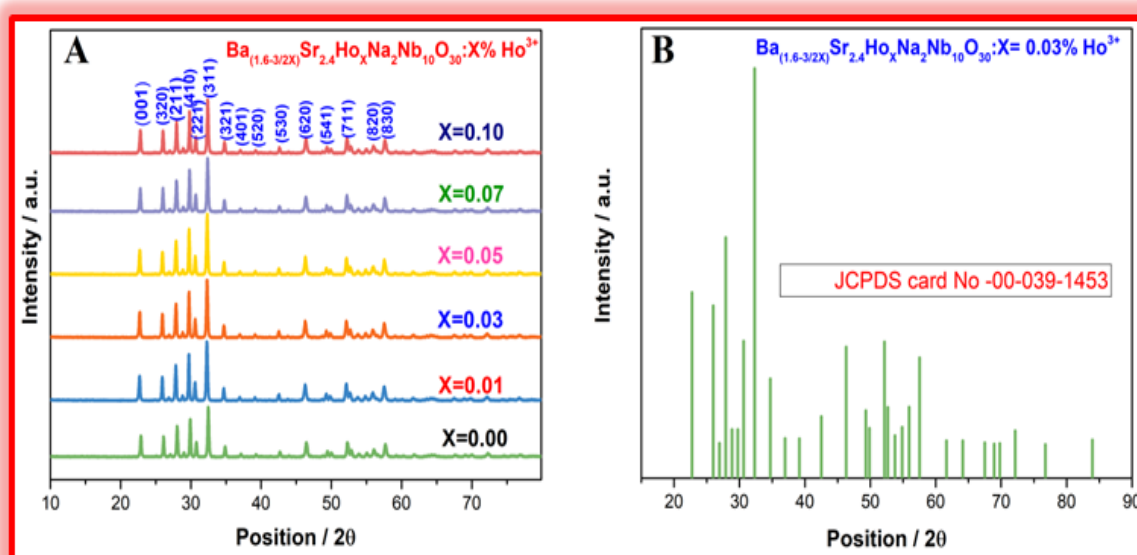 A
Ba(1.6-3/2X)Sr2.4HoXNa2Nb10O30:X% Ho3+
(001)
(320)
(211)
(410)
(221)
(311)
(321)
(401)
(520)
(530)
(620)
(541)
(711)
(820)
(830)
X=0.10
X=0.07
X=0.05
X=0.03
X=0.01
X=0.00
Intensity / a.u.
10 20 30 40 50 60 70
Position / 2θ
B
Ba(1.6-3/2X)Sr2.4HoXNa2Nb10O30:X= 0.03% Ho3+
JCPDS card No -00-039-1453
Intensity / a.u.
20 30 40 50 60 70 80 90
Position / 2θ